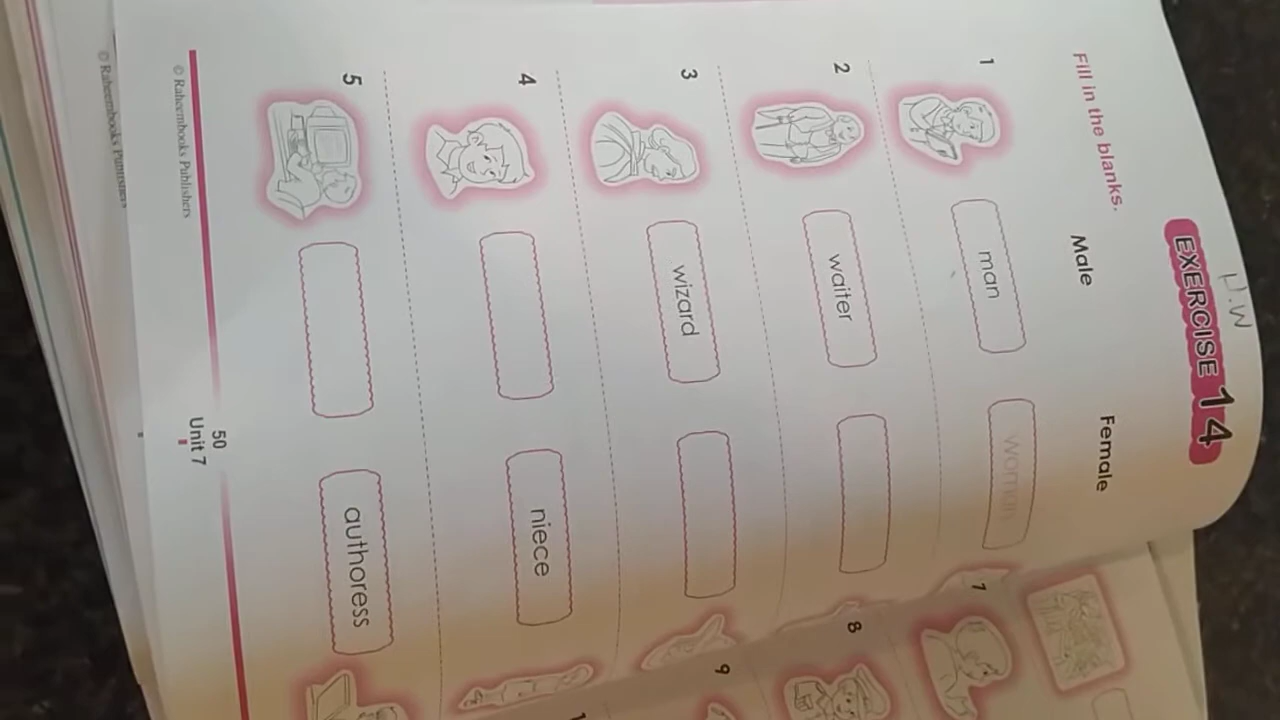 H.W
EXERCISE 14
Fill in the blanks.
Male Female
1 man woman
2 waiter
3 wizard
4 niece
5 authoress
50
Unit 7
© Raheembooks Publishers
© Raheembooks Publishers
7
8
9